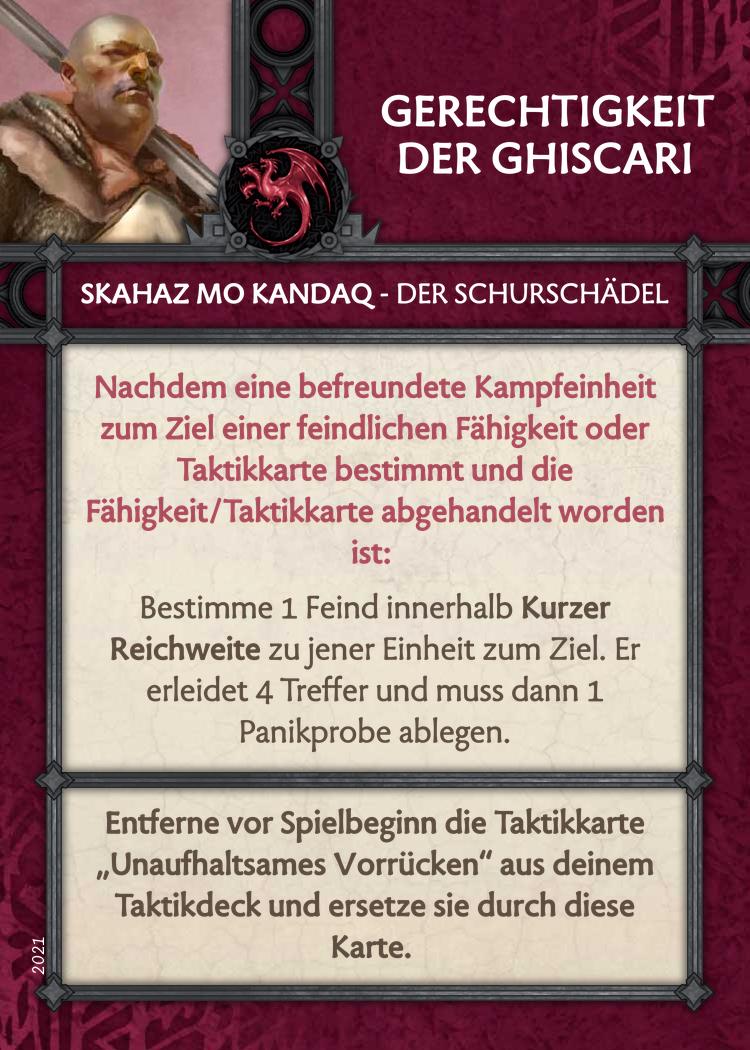 GERECHTIGKEIT
DER GHISCARI
SKAHAZ MO KANDAQ - DER SCHURSCHÄDEL
Nachdem eine befreundete Kampfeinheit
zum Ziel einer feindlichen Fähigkeit oder
Taktikkarte bestimmt und die
Fähigkeit/Taktikkarte abgehandelt worden
ist:
Bestimme 1 Feind innerhalb Kurzer
Reichweite zu jener Einheit zum Ziel. Er
erleidet 4 Treffer und muss dann 1
Panikprobe ablegen.
Entferne vor Spielbeginn die Taktikkarte
„Unaufhaltsames Vorrücken“ aus deinem
Taktikdeck und ersetze sie durch diese
Karte.
2021